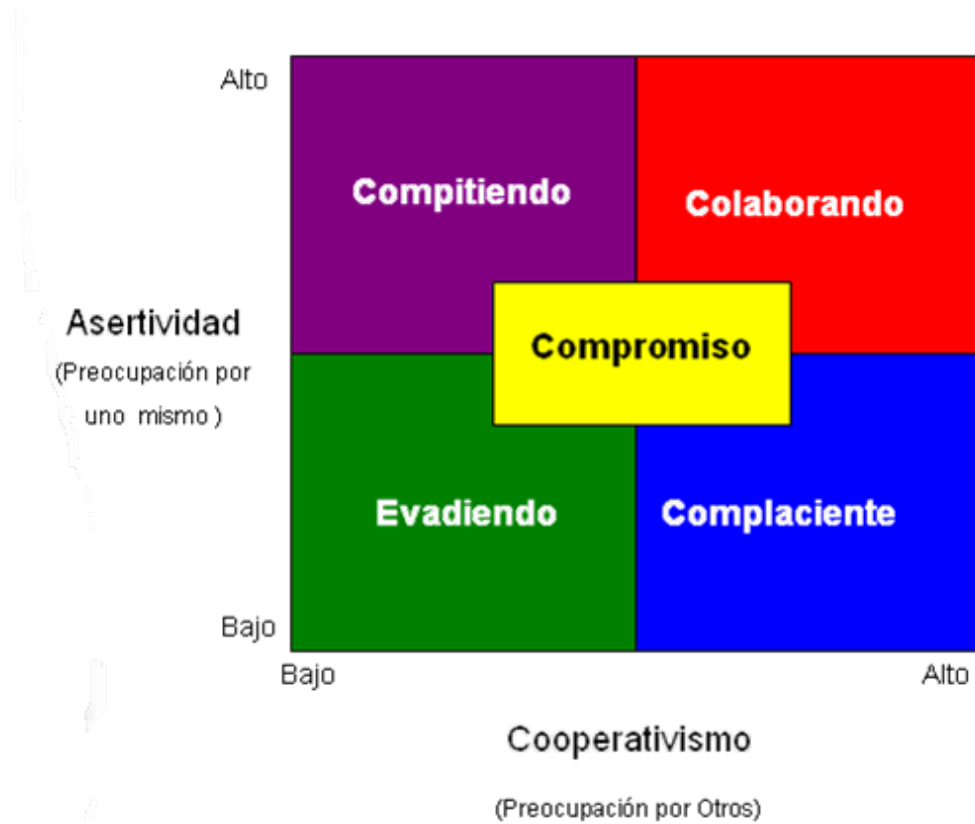 Alto
Compitiendo
Colaborando
Asertividad
(Preocupación por
uno mismo )
Compromiso
Evadiendo
Complaciente
Bajo
Bajo
Alto
Cooperativismo
(Preocupación por Otros)